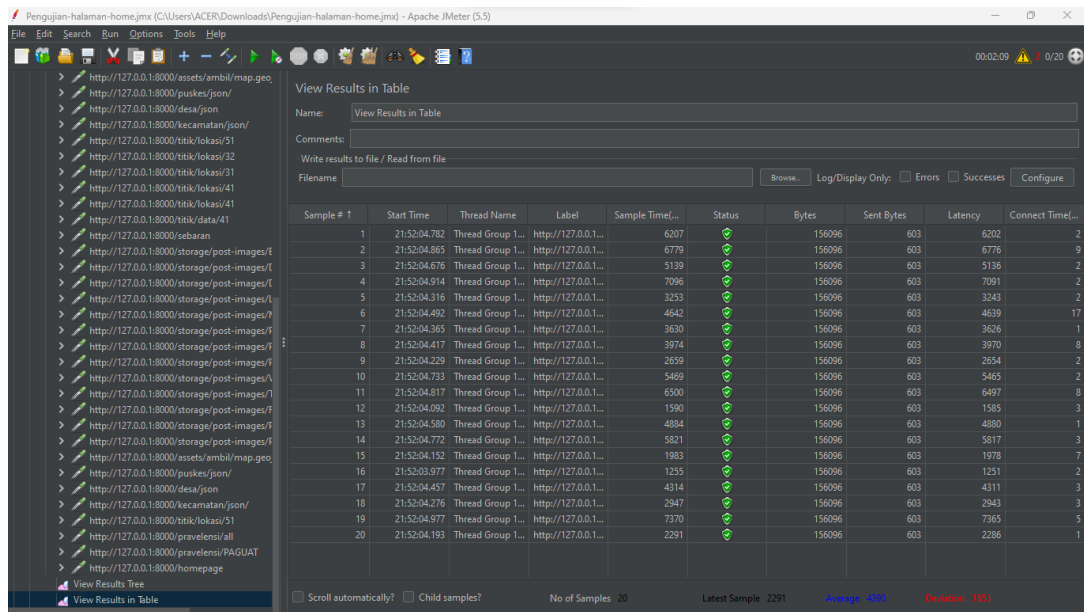 Pengujian-halaman-home.jmx (C:\Users\ACER\Downloads\Pengujian-halaman-home.jmx) - Apache JMeter (5.5)
File Edit Search Run Options Tools Help
00:02:09 0/20
http://127.0.0.1:8000/assets/ambil/map.geo
http://127.0.0.1:8000/puskes/json/
http://127.0.0.1:8000/desa/json
http://127.0.0.1:8000/kecamatan/json/
http://127.0.0.1:8000/titik/lokasi/51
http://127.0.0.1:8000/titik/lokasi/32
http://127.0.0.1:8000/titik/lokasi/31
http://127.0.0.1:8000/titik/lokasi/41
http://127.0.0.1:8000/titik/lokasi/41
http://127.0.0.1:8000/titik/data/41
http://127.0.0.1:8000/sebaran
http://127.0.0.1:8000/storage/post-images/
http://127.0.0.1:8000/storage/post-images/
http://127.0.0.1:8000/storage/post-images/
http://127.0.0.1:8000/storage/post-images/
http://127.0.0.1:8000/storage/post-images/
http://127.0.0.1:8000/storage/post-images/
http://127.0.0.1:8000/storage/post-images/
http://127.0.0.1:8000/storage/post-images/
http://127.0.0.1:8000/storage/post-images/
http://127.0.0.1:8000/storage/post-images/
http://127.0.0.1:8000/storage/post-images/
http://127.0.0.1:8000/storage/post-images/
http://127.0.0.1:8000/storage/post-images/
http://127.0.0.1:8000/assets/ambil/map.geo
http://127.0.0.1:8000/puskes/json/
http://127.0.0.1:8000/desa/json
http://127.0.0.1:8000/kecamatan/json/
http://127.0.0.1:8000/titik/lokasi/51
http://127.0.0.1:8000/pravelensi/all
http://127.0.0.1:8000/pravelensi/PAGUAT
http://127.0.0.1:8000/homepage
View Results Tree
View Results in Table
View Results in Table
Name: View Results in Table
Comments:
Write results to file / Read from file
Filename Browse... Log/Display Only: Errors Successes Configure
Sample # ↑ Start Time Thread Name Label Sample Time(... Status Bytes Sent Bytes Latency Connect Time(...
1 21:52:04.782 Thread Group 1... http://127.0.0.1... 6207 156096 603 6202 2
2 21:52:04.865 Thread Group 1... http://127.0.0.1... 6779 156096 603 6776 9
3 21:52:04.676 Thread Group 1... http://127.0.0.1... 5139 156096 603 5136 2
4 21:52:04.914 Thread Group 1... http://127.0.0.1... 7096 156096 603 7091 2
5 21:52:04.316 Thread Group 1... http://127.0.0.1... 3253 156096 603 3243 2
6 21:52:04.492 Thread Group 1... http://127.0.0.1... 4642 156096 603 4639 17
7 21:52:04.365 Thread Group 1... http://127.0.0.1... 3630 156096 603 3626 1
8 21:52:04.417 Thread Group 1... http://127.0.0.1... 3974 156096 603 3970 8
9 21:52:04.229 Thread Group 1... http://127.0.0.1... 2659 156096 603 2654 2
10 21:52:04.733 Thread Group 1... http://127.0.0.1... 5469 156096 603 5465 2
11 21:52:04.817 Thread Group 1... http://127.0.0.1... 6500 156096 603 6497 8
12 21:52:04.092 Thread Group 1... http://127.0.0.1... 1590 156096 603 1585 3
13 21:52:04.580 Thread Group 1... http://127.0.0.1... 4884 156096 603 4880 1
14 21:52:04.772 Thread Group 1... http://127.0.0.1... 5821 156096 603 5817 3
15 21:52:04.152 Thread Group 1... http://127.0.0.1... 1983 156096 603 1978 7
16 21:52:03.977 Thread Group 1... http://127.0.0.1... 1255 156096 603 1251 2
17 21:52:04.457 Thread Group 1... http://127.0.0.1... 4314 156096 603 4311 3
18 21:52:04.276 Thread Group 1... http://127.0.0.1... 2947 156096 603 2943 3
19 21:52:04.977 Thread Group 1... http://127.0.0.1... 7370 156096 603 7365 5
20 21:52:04.193 Thread Group 1... http://127.0.0.1... 2291 156096 603 2286 1
Scroll automatically? Child samples? No of Samples 20 Latest Sample 2291 Average 4390 Deviation